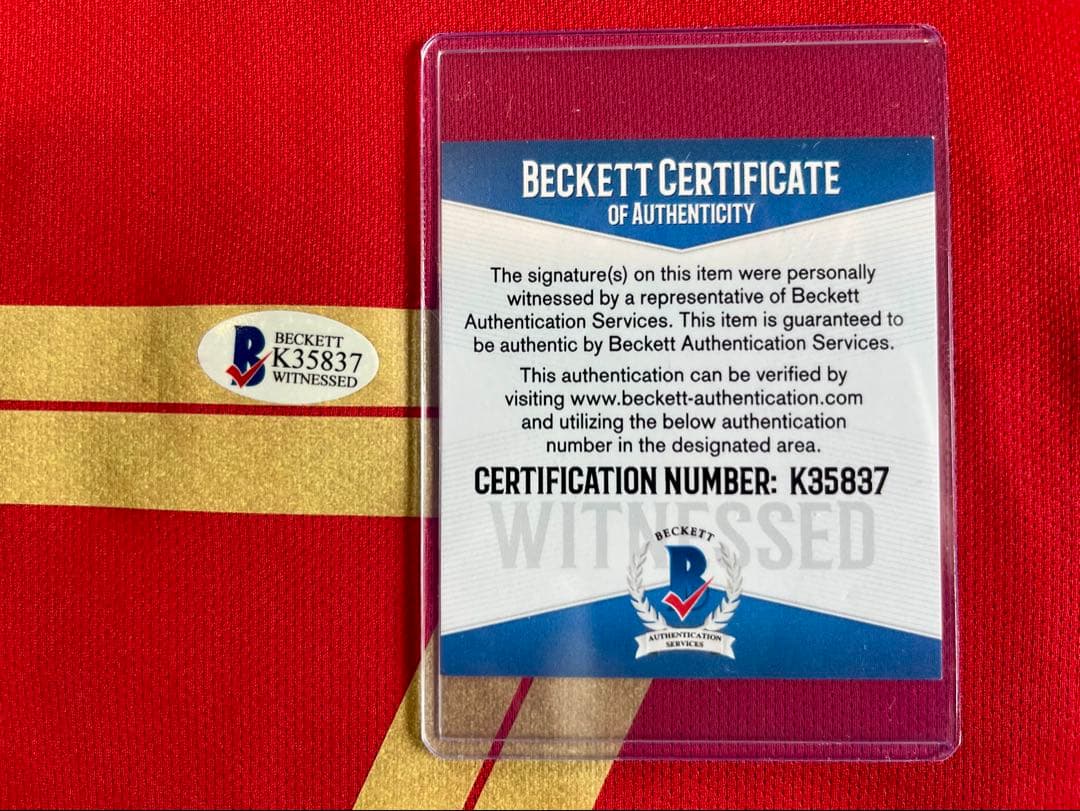 BECKETT
K35837
WITNESSED
BECKETT CERTIFICATE
OF AUTHENTICITY
The signature(s) on this item were personally
witnessed by a representative of Beckett
Authentication Services. This item is guaranteed to
be authentic by Beckett Authentication Services.
This authentication can be verified by
visiting www.beckett-authentication.com
and utilizing the below authentication
number in the designated area.
CERTIFICATION NUMBER: K35837
WITNESSED
BECKETT
B
AUTHENTICATION
SERVICES